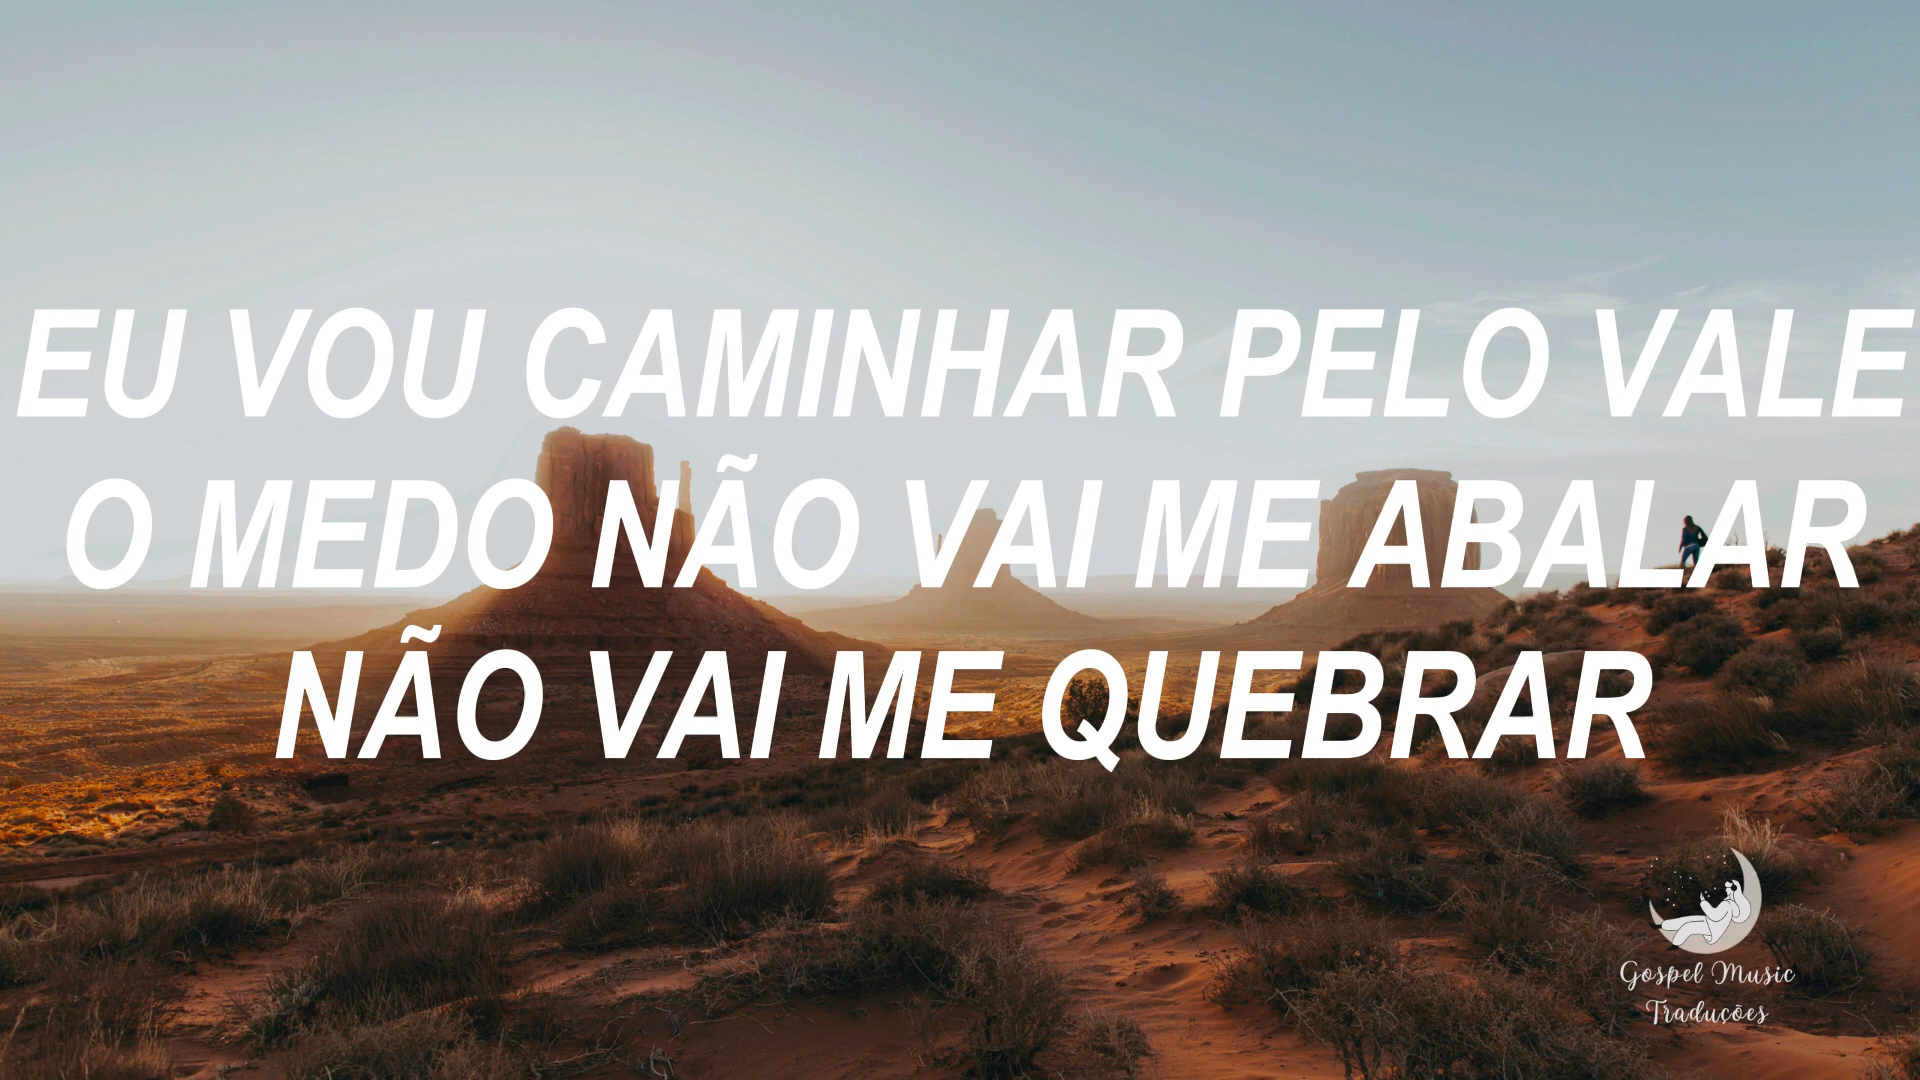 EU VOU CAMINHAR PELO VALE
O MEDO NÃO VAI ME ABALAR
NÃO VAI ME QUEBRAR
Gospel Music
Traduções